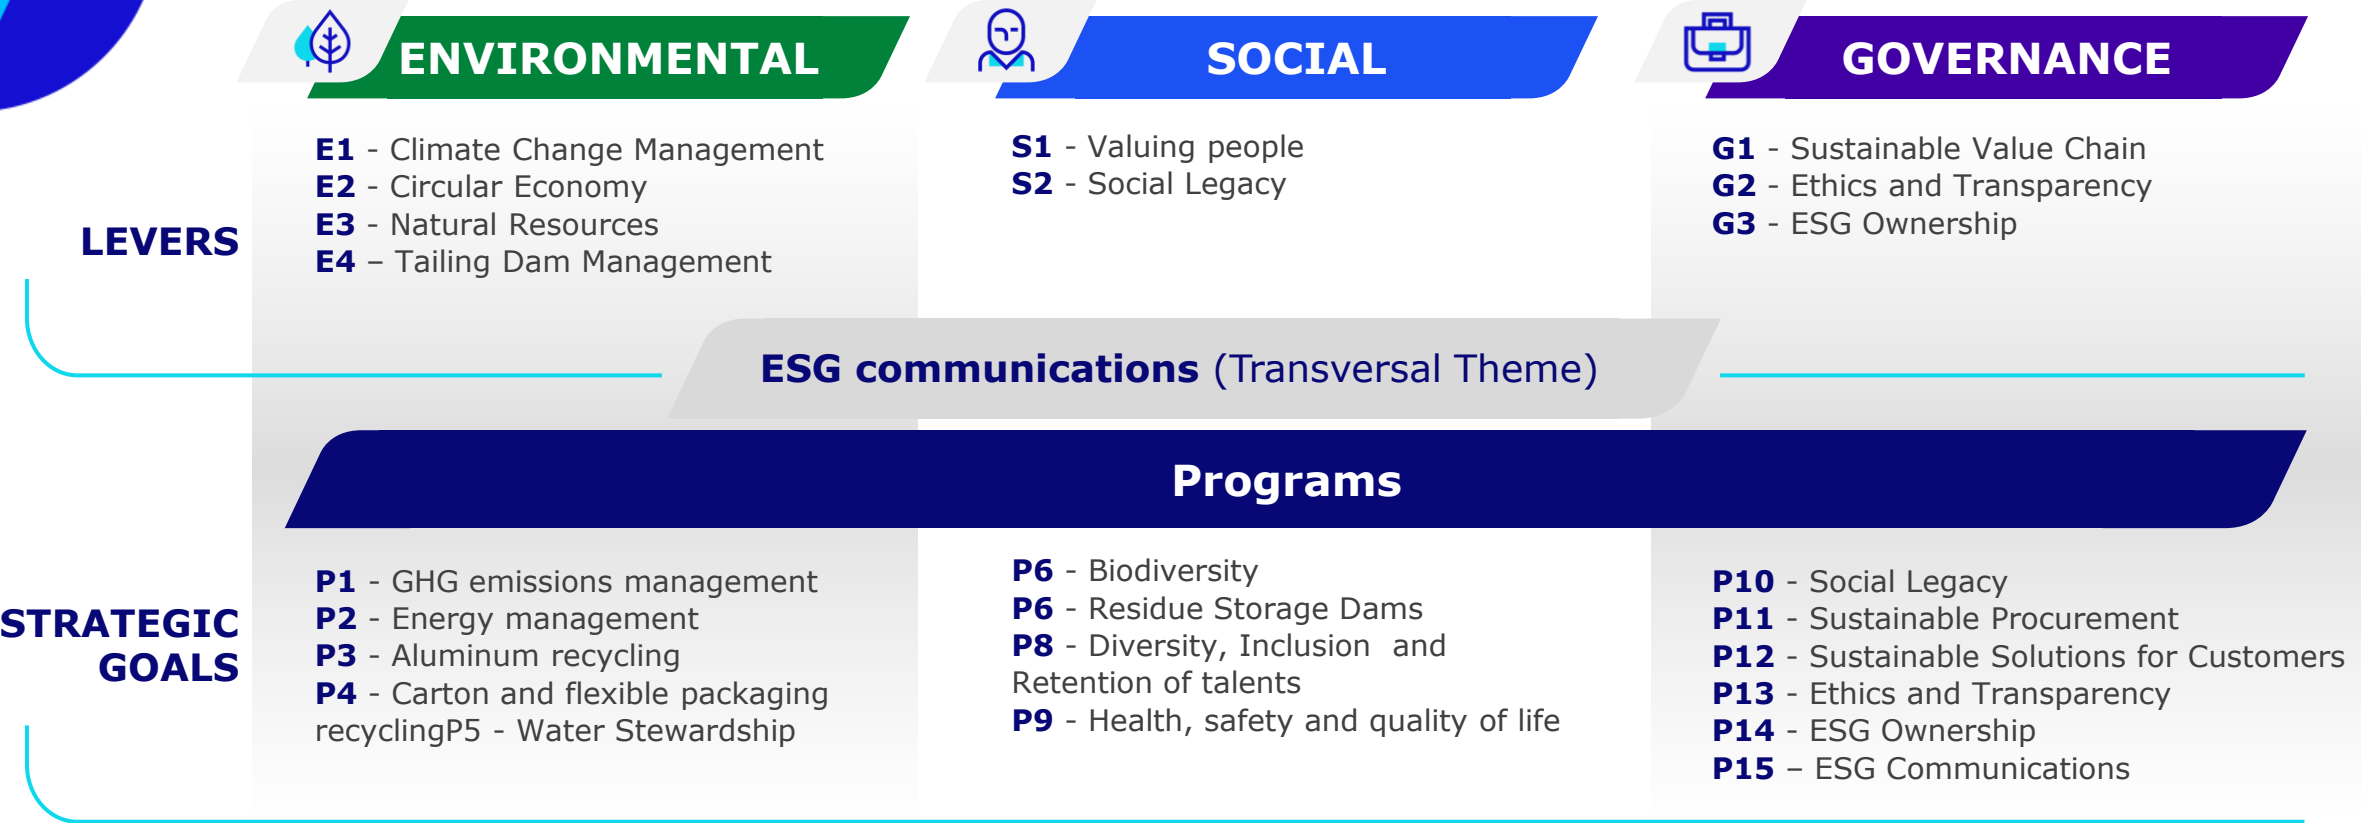 ENVIRONMENTAL
SOCIAL
GOVERNANCE
LEVERS
E1 - Climate Change Management
E2 - Circular Economy
E3 - Natural Resources
E4 – Tailing Dam Management
S1 - Valuing people
S2 - Social Legacy
G1 - Sustainable Value Chain
G2 - Ethics and Transparency
G3 - ESG Ownership
ESG communications (Transversal Theme)
Programs
STRATEGIC
GOALS
P1 - GHG emissions management
P2 - Energy management
P3 - Aluminum recycling
P4 - Carton and flexible packaging
recyclingP5 - Water Stewardship
P6 - Biodiversity
P6 - Residue Storage Dams
P8 - Diversity, Inclusion  and
Retention of talents
P9 - Health, safety and quality of life
P10 - Social Legacy
P11 - Sustainable Procurement
P12 - Sustainable Solutions for Customers
P13 - Ethics and Transparency
P14 - ESG Ownership
P15 – ESG Communications